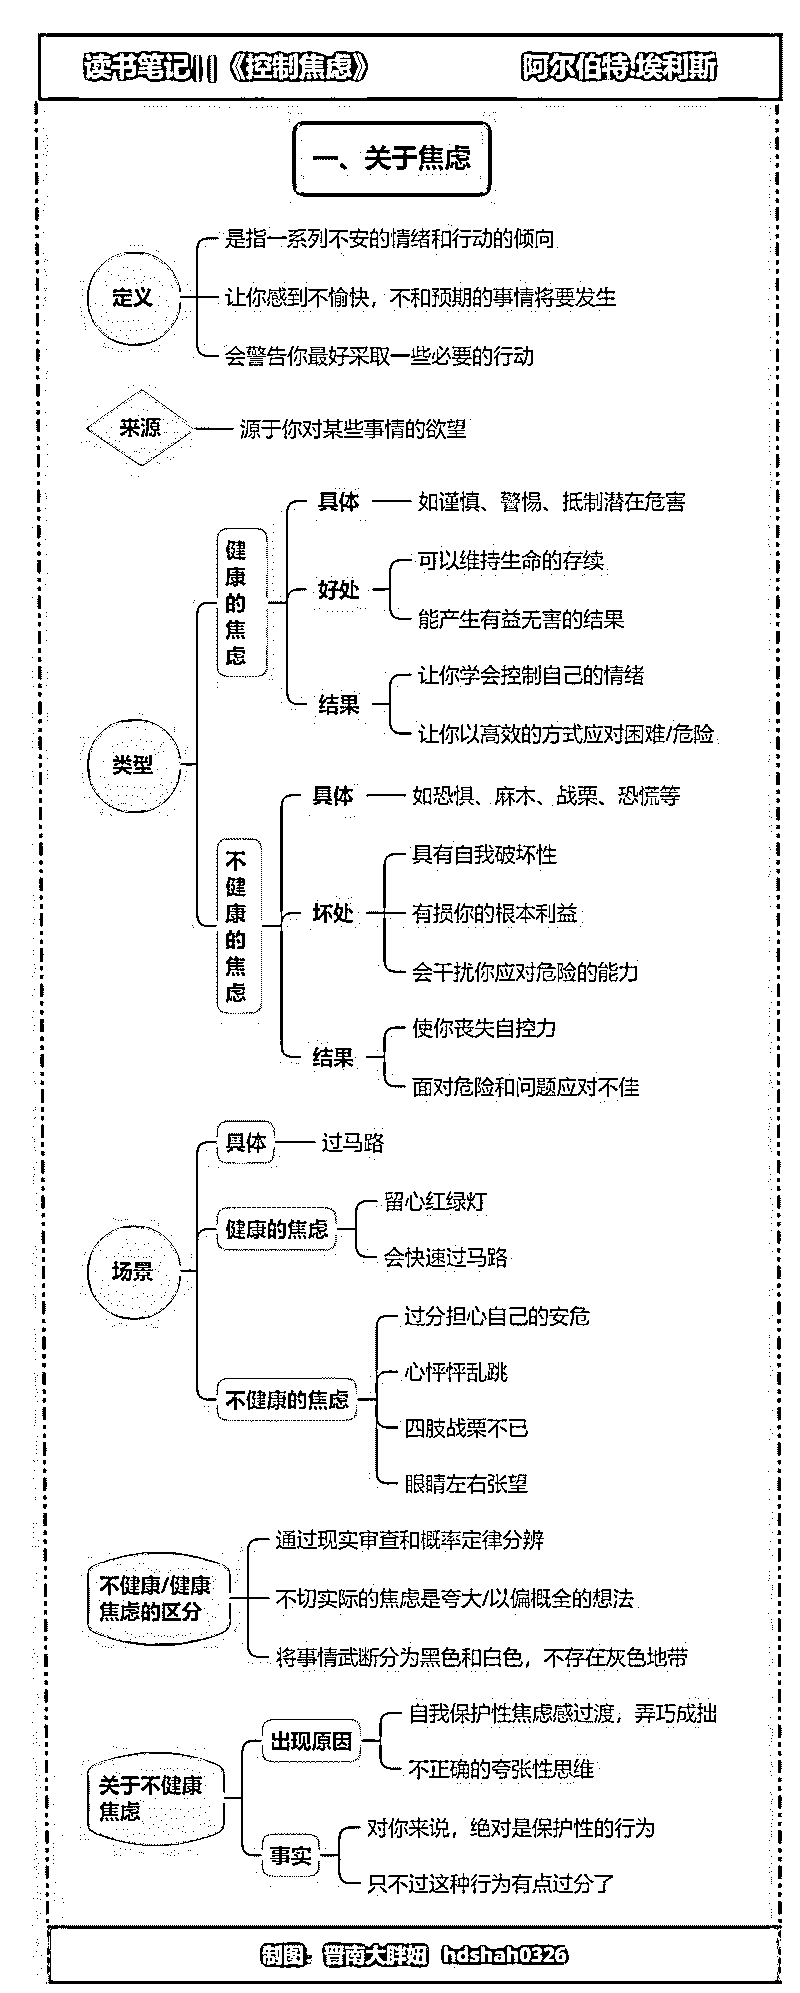 读书笔记||《控制焦虑》 阿尔伯特·埃利斯
一、关于焦虑
定义
是指一系列不安的情绪和行动的倾向
让你感到不愉快，不和预期的事情将要发生
会警告你最好采取一些必要的行动
来源
源于你对某些事情的欲望
类型
健康的焦虑
具体
如谨慎、警惕、抵制潜在危害
好处
可以维持生命的存续
能产生有益无害的结果
结果
让你学会控制自己的情绪
让你以高效的方式应对困难/危险
不健康的焦虑
具体
如恐惧、麻木、战栗、恐慌等
坏处
具有自我破坏性
有损你的根本利益
会干扰你应对危险的能力
结果
使你丧失自控力
面对危险和问题应对不佳
场景
具体
过马路
健康的焦虑
留心红绿灯
会快速过马路
不健康的焦虑
过分担心自己的安危
心怦怦乱跳
四肢战栗不已
眼睛左右张望
不健康/健康
焦虑的区分
通过现实审查和概率定律分辨
不切实际的焦虑是夸大/以偏概全的想法
将事情武断分为黑色和白色，不存在灰色地带
关于不健康
焦虑
出现原因
自我保护性焦虑感过渡，弄巧成拙
不正确的夸张性思维
事实
对你来说，绝对是保护性的行为
只不过这种行为有点过分了
制图：晋南大胖妞 hdshah0326